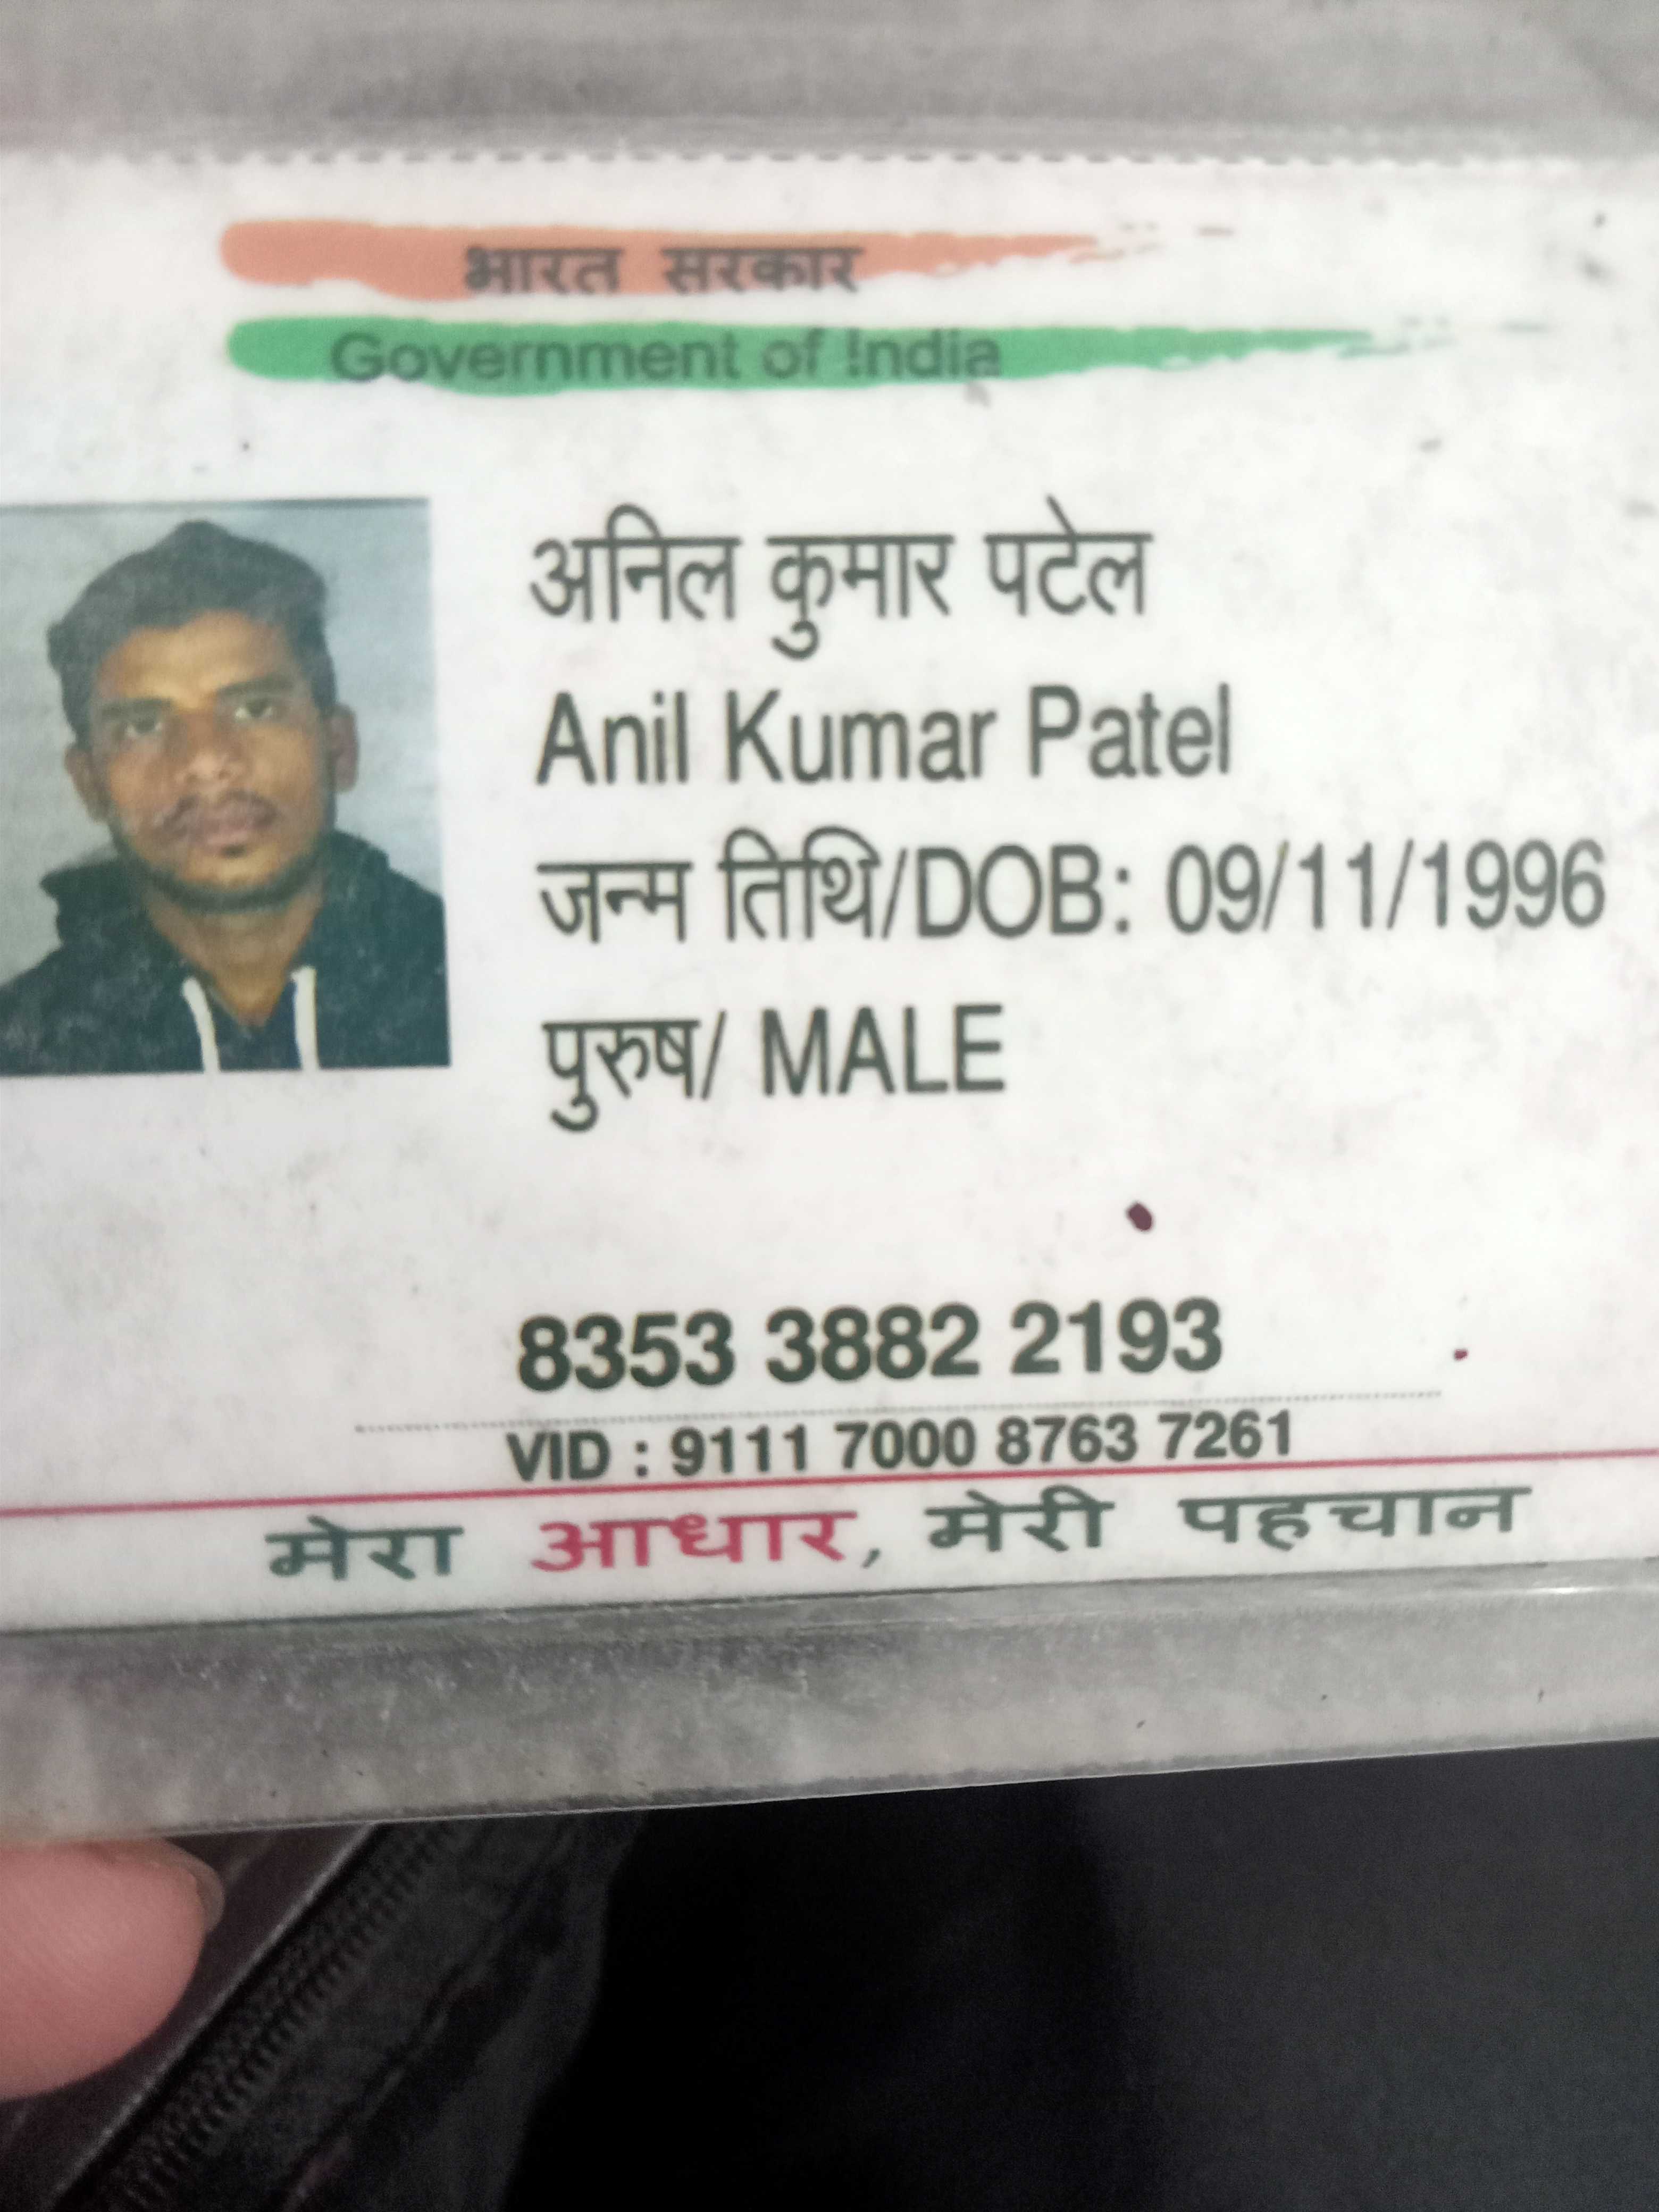 भारत सरकार
Government of India
अनिल कुमार पटेल
Anil Kumar Patel
जन्म तिथि/DOB: 09/11/1996
पुरुष/ MALE
8353 3882 2193
VID : 9111 7000 8763 7261
मेरा आधार, मेरी पहचान